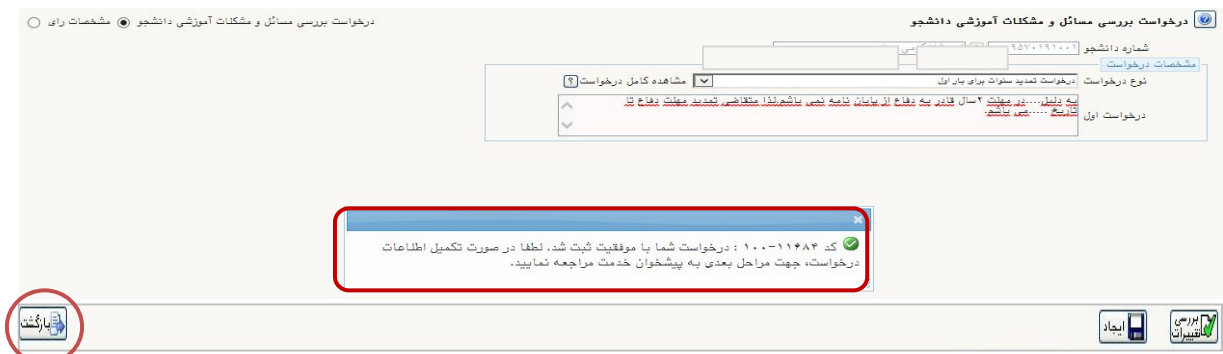 درخواست بررسی مسائل و مشکلات آموزشی دانشجو
درخواست بررسی مسائل و مشکلات آموزشی دانشجو مشخصات رای
شماره دانشجو
مشخصات درخواست
نوع درخواست درخواست تمدید سنوات برای بار اول مشاهده کامل درخواست ?
درخواست اول
به دلیل....در مهلت ۲سال قادر به دفاع از پایان نامه نمی باشم.لذا متقاضی تمدید مهلت دفاع تا
تاریخ .....می باشم.
کد ۱۱۶۸۴-۱۰۰ : درخواست شما با موفقیت ثبت شد. لطفا در صورت تکمیل اطلاعات
درخواست، جهت مراحل بعدی به پیشخوان خدمت مراجعه نمایید.
بررسی تغییرات
ایجاد
بازگشت